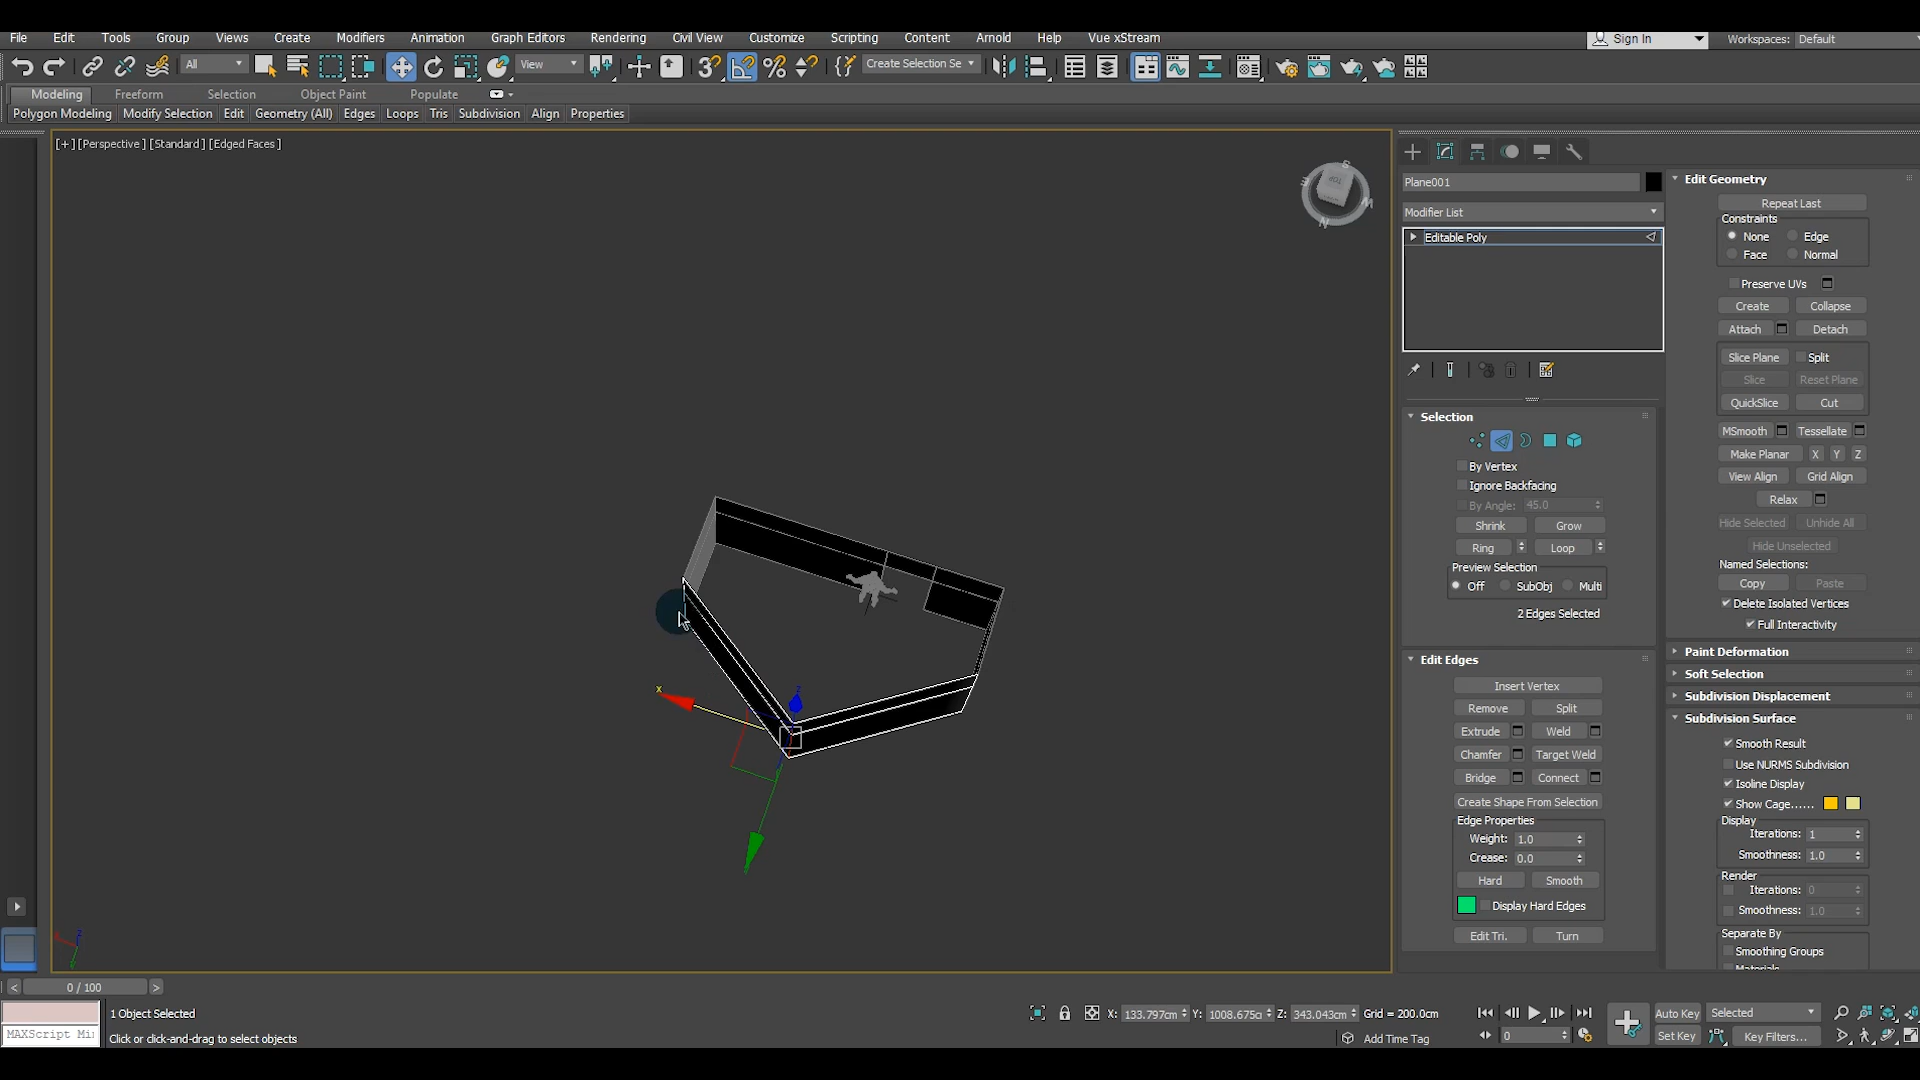 File Edit Tools Group Views Create Modifiers Animation Graph Editors Rendering Civil View Customize Scripting Content Arnold Help Vue xStream Sign In Workspaces: Default
All View 3 Create Selection Se
Modeling Freeform Selection Object Paint Populate
Polygon Modeling Modify Selection Edit Geometry (All) Edges Loops Tris Subdivision Align Properties
[+] [Perspective ] [Standard ] [Edged Faces ]
S
E TOP W
N
x
z
z
Plane001
Modifier List
Editable Poly
Selection
By Vertex
Ignore Backfacing
By Angle: 45.0
Shrink Grow
Ring Loop
Preview Selection
Off SubObj Multi
2 Edges Selected
Edit Edges
Insert Vertex
Remove Split
Extrude Weld
Chamfer Target Weld
Bridge Connect
Create Shape From Selection
Edge Properties
Weight: 1.0
Crease: 0.0
Hard Smooth
Display Hard Edges
Edit Tri. Turn
Edit Geometry
Repeat Last
Constraints
None Edge
Face Normal
Preserve UVs
Create Collapse
Attach Detach
Slice Plane Split
Slice Reset Plane
QuickSlice Cut
MSmooth Tessellate
Make Planar X Y Z
View Align Grid Align
Relax
Hide Selected Unhide All
Hide Unselected
Named Selections:
Copy Paste
Delete Isolated Vertices
Full Interactivity
Paint Deformation
Soft Selection
Subdivision Displacement
Subdivision Surface
Smooth Result
Use NURMS Subdivision
Isoline Display
Show Cage......
Display
Iterations: 1
Smoothness: 1.0
Render
Iterations: 0
Smoothness: 1.0
Separate By
Smoothing Groups
Materials
< 0 / 100 >
1 Object Selected X: 133.797cm Y: 1008.675c Z: 343.043cm Grid = 200.0cm Auto Key Selected
MAXScript Mi Click or click-and-drag to select objects Add Time Tag 0 Set Key Key Filters...